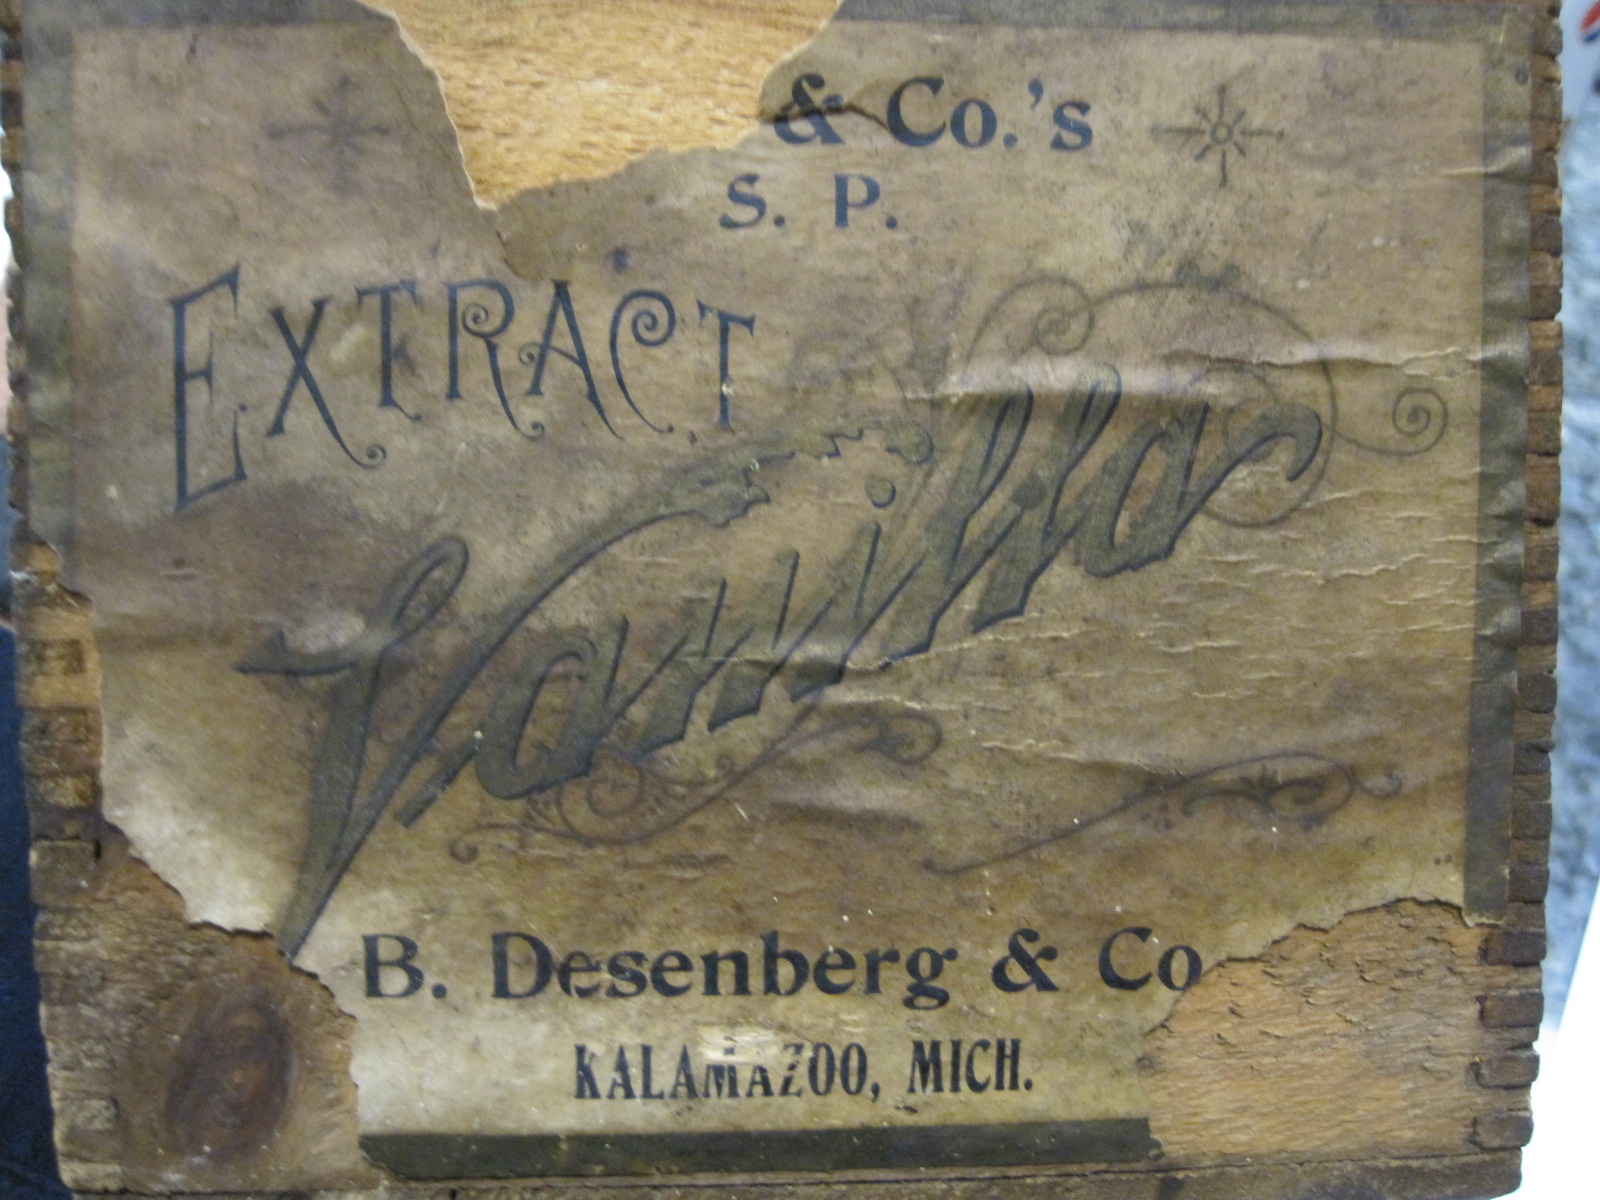 & Co.'s
S. P.
EXTRACT
Vanilla
B. Desenberg & Co
KALAMAZOO, MICH.